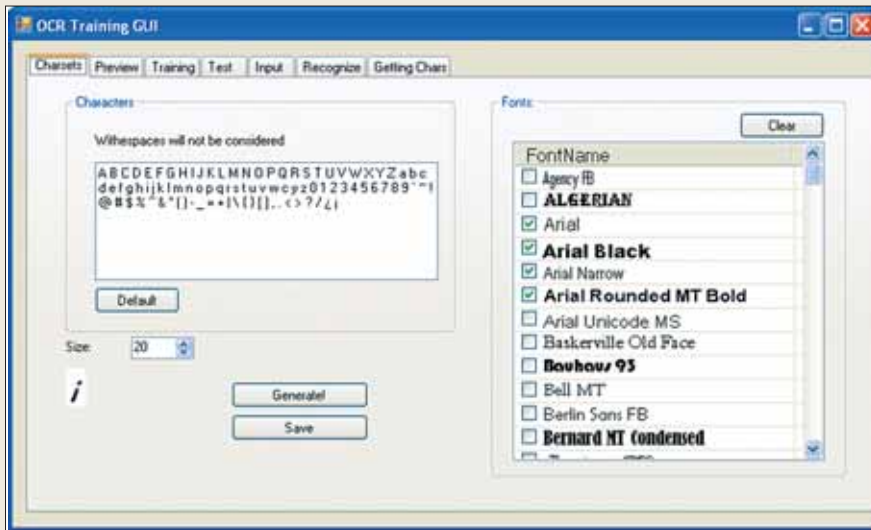 OCR Training GUI
Charsets Preview Training Test Input Recognize Getting Chars
Characters
Withespaces will not be considered
ABCDEFGHIJKLMNOPQRSTUVWXYZabc
defghijklmnopqrstuvwcyz0123456789
Default
Size: 20
i
Generate!
Save
Fonts:
Clear
FontName
Agency FB
ALGERIAN
Arial
Arial Black
Arial Narrow
Arial Rounded MT Bold
Arial Unicode MS
Baskerville Old Face
Bauhaus 93
Bell MT
Berlin Sans FB
Bernard MT Condensed